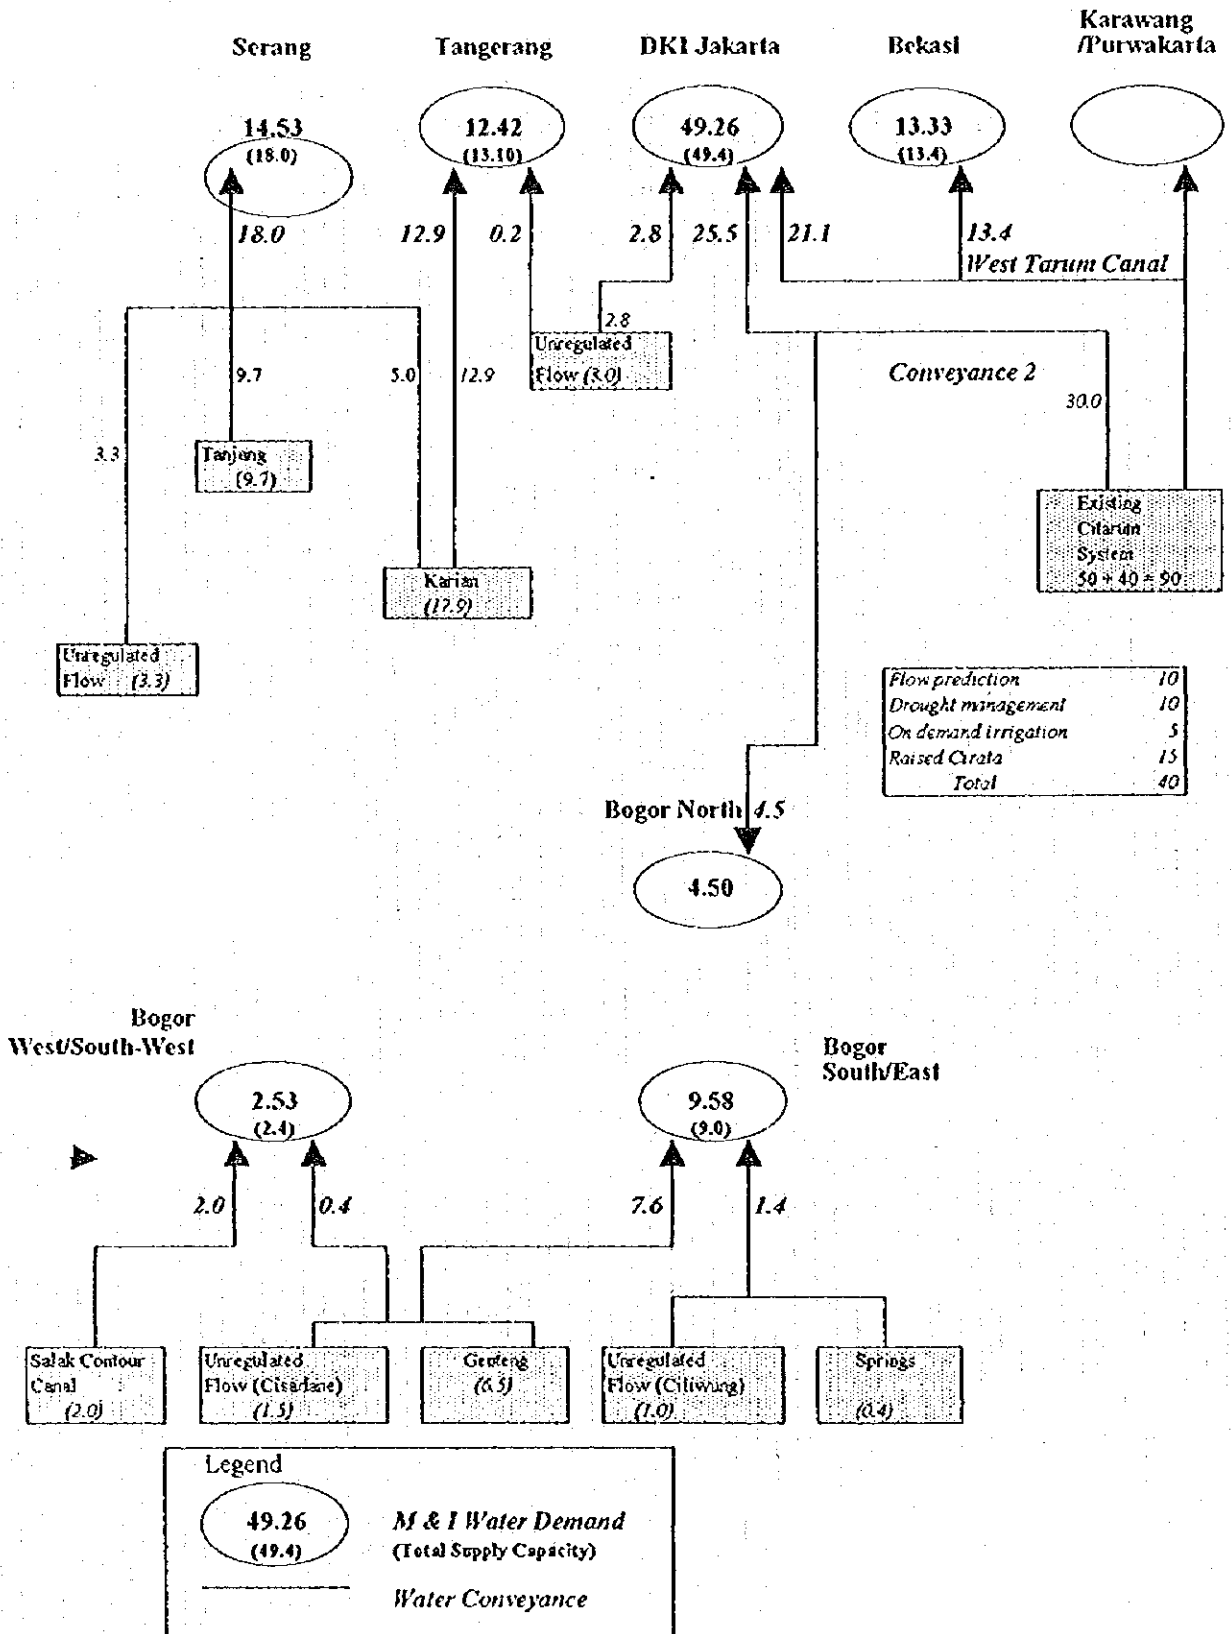 Serang
Tangerang
DKI Jakarta
Bekasi
Karawang
/Purwakarta
14.53
(18.0)
12.42
(13.10)
49.26
(49.4)
13.33
(13.4)
18.0
12.9
0.2
2.8
25.5
21.1
13.4
West Tarum Canal
2.8
Unregulated
Flow (3.0)
9.7
5.0
12.9
Conveyance 2
30.0
3.3
Tanjung
(9.7)
Existing
Citarum
System
50 + 40 = 90
Karian
(17.9)
Unregulated
Flow (3.3)
Flow prediction 10
Drought management 10
On demand irrigation 5
Raised Cirata 15
Total 40
Bogor North 4.5
4.50
Bogor
West/South-West
Bogor
South/East
2.53
(2.4)
9.58
(9.0)
2.0
0.4
7.6
1.4
Salak Contour
Canal
(2.0)
Unregulated
Flow (Cisadane)
(1.5)
Genteng
(6.5)
Unregulated
Flow (Ciliwung)
(1.0)
Springs
(0.4)
Legend
49.26
(49.4)
M & I Water Demand
(Total Supply Capacity)
Water Conveyance